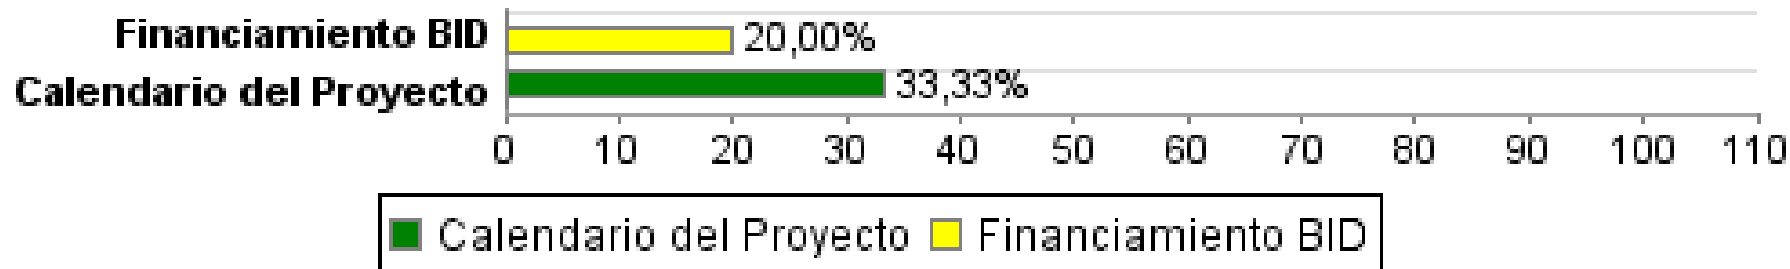 Financiamiento BID 20,00%
Calendario del Proyecto 33,33%
0 10 20 30 40 50 60 70 80 90 100 110
Calendario del Proyecto Financiamiento BID